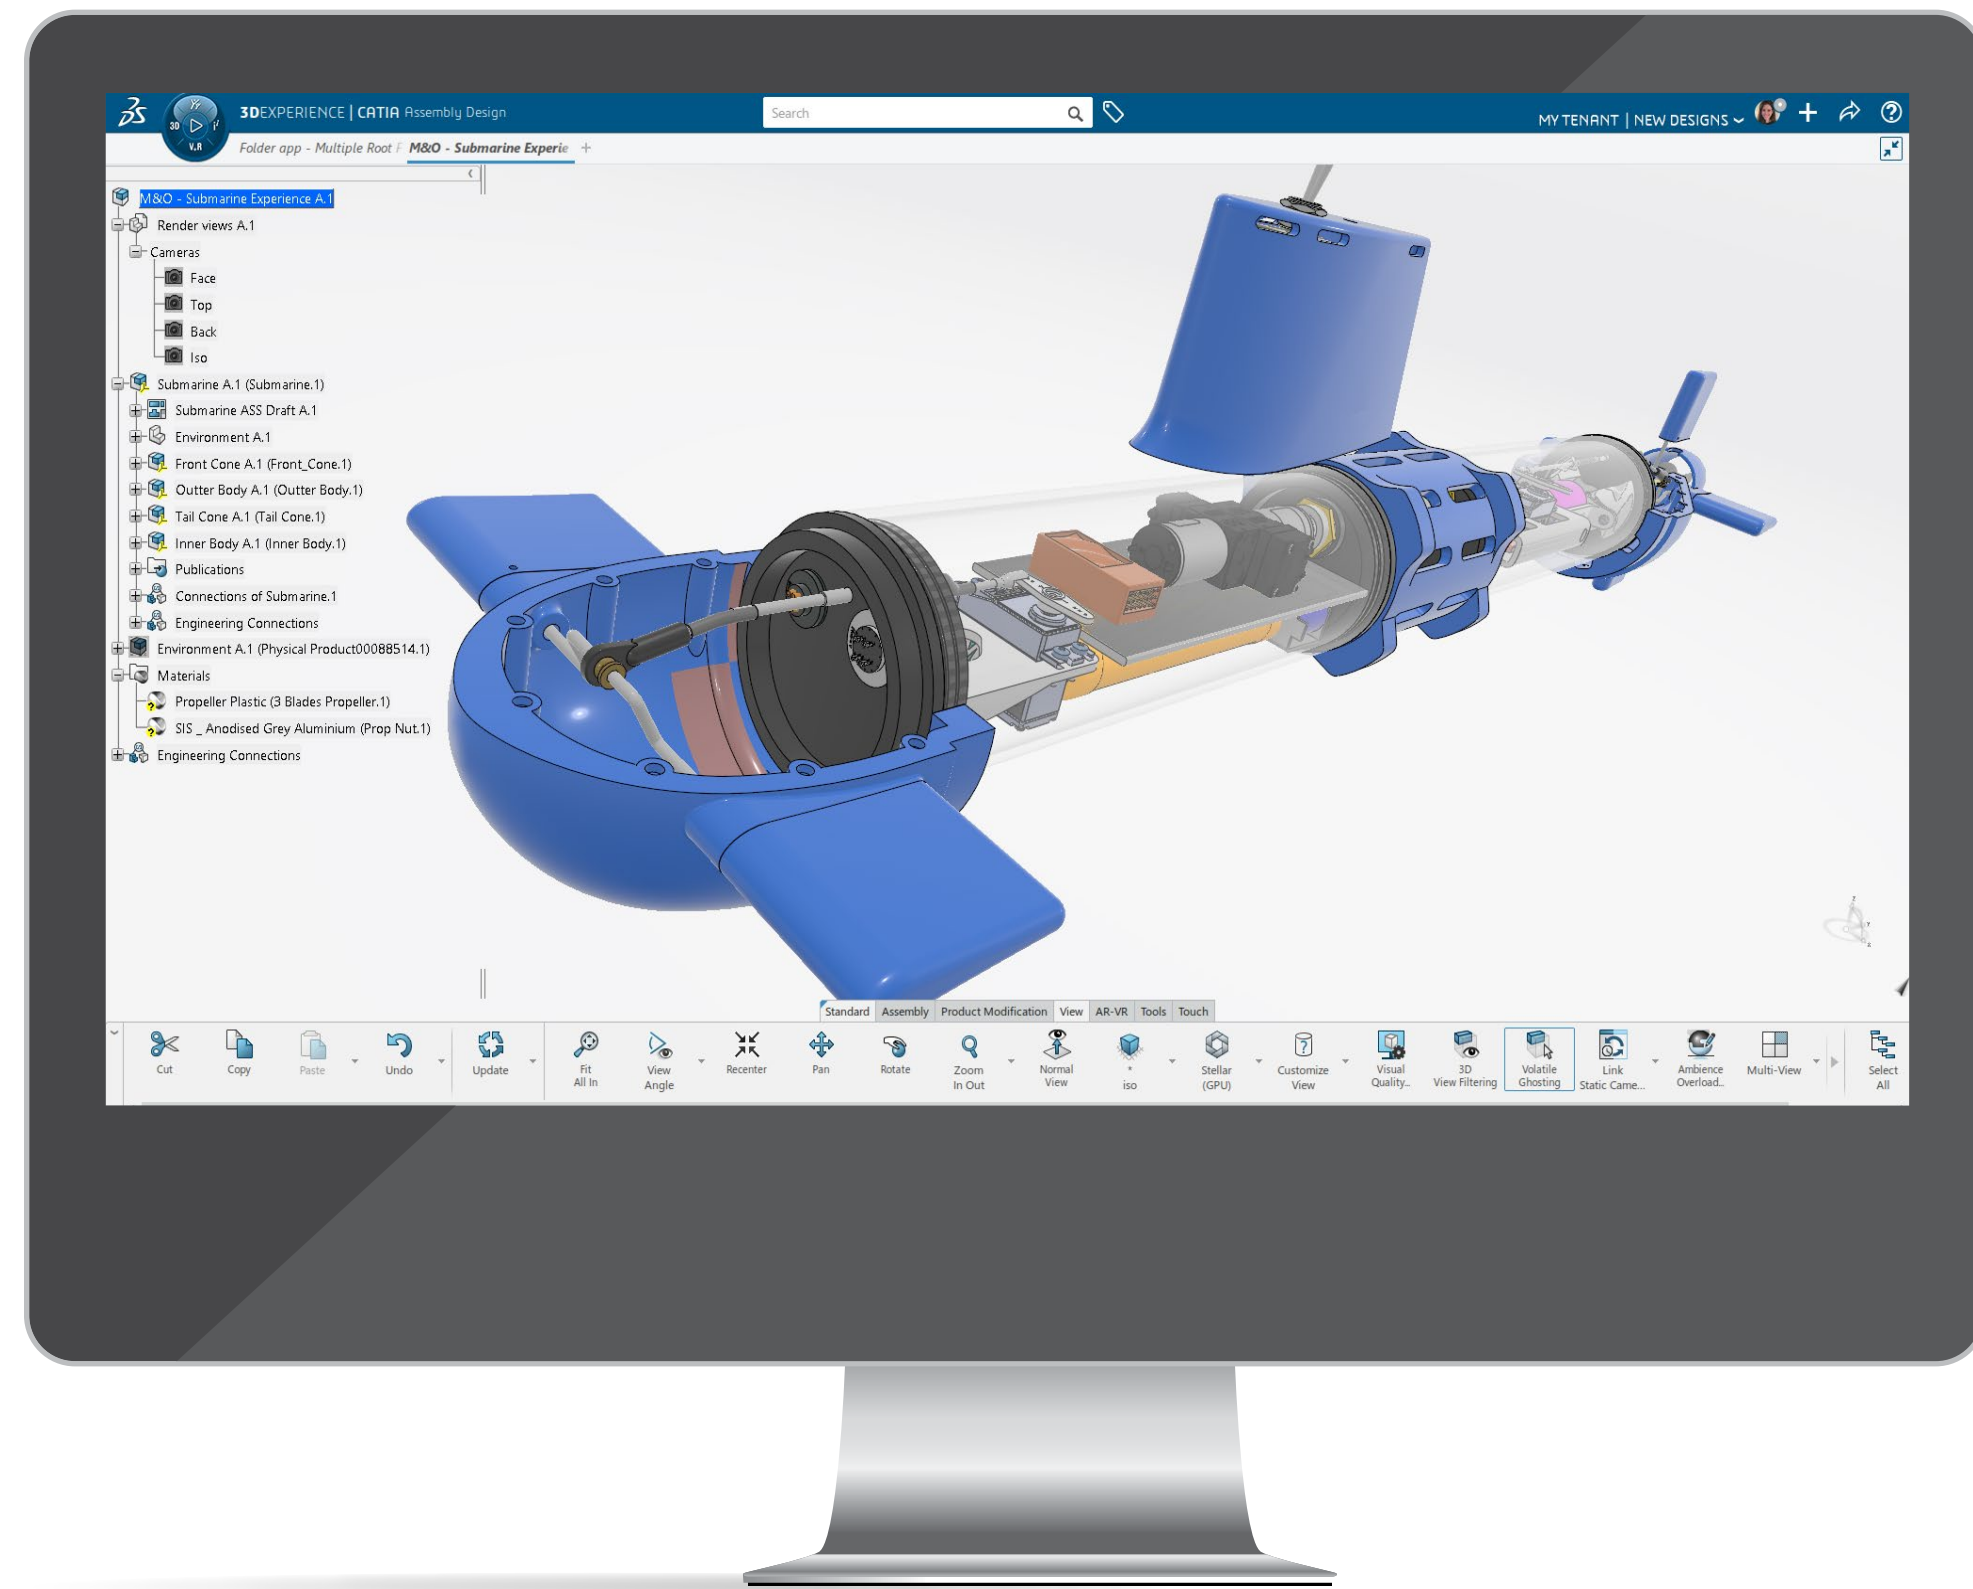 3DEXPERIENCE | CATIA Assembly Design
Search
MY TENANT | NEW DESIGNS
3D
V.R
Folder app - Multiple Root F
M&O - Submarine Experie
M&O - Submarine Experience A.1
Render views A.1
Cameras
Face
Top
Back
Iso
Submarine A.1 (Submarine.1)
Submarine ASS Draft A.1
Environment A.1
Front Cone A.1 (Front_Cone.1)
Outter Body A.1 (Outter Body.1)
Tail Cone A.1 (Tail Cone.1)
Inner Body A.1 (Inner Body.1)
Publications
Connections of Submarine.1
Engineering Connections
Environment A.1 (Physical Product00088514.1)
Materials
Propeller Plastic (3 Blades Propeller.1)
SIS _ Anodised Grey Aluminium (Prop Nut.1)
Engineering Connections
Standard Assembly Product Modification View AR-VR Tools Touch
Cut
Copy
Paste
Undo
Update
Fit
All In
View
Angle
Recenter
Pan
Rotate
Zoom
In Out
Normal
View
*
iso
Stellar
(GPU)
Customize
View
Visual
Quality...
3D
View Filtering
Volatile
Ghosting
Link
Static Came...
Ambience
Overload...
Multi-View
Select
All